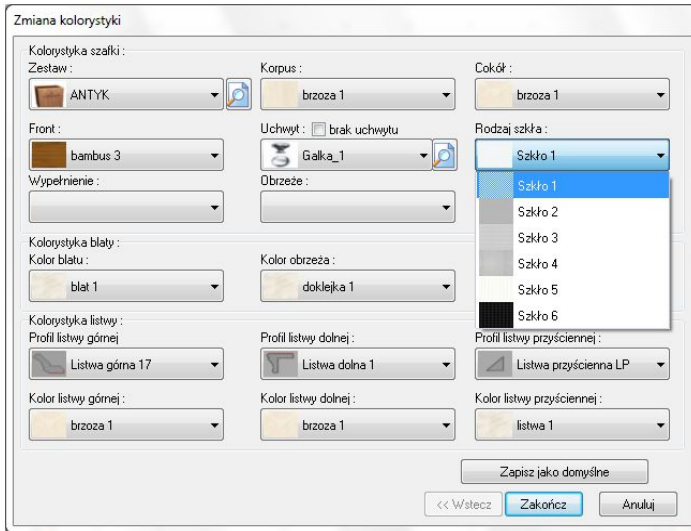 Zmiana kolorystyki
Kolorystyka szafki :
Zestaw : Korpus : Cokół :
ANTYK brzoza 1 brzoza 1
Front : Uchwyt : brak uchwytu Rodzaj szkła :
bambus 3 Gałka_1 Szkło 1
Wypełnienie : Obrzeże :
Szkło 1
Szkło 2
Szkło 3
Szkło 4
Szkło 5
Szkło 6
Kolorystyka blaty :
Kolor blatu : Kolor obrzeża :
blat 1 doklejka 1
Kolorystyka listwy :
Profil listwy górnej Profil listwy dolnej : Profil listwy przyściennej :
Listwa górna 17 Listwa dolna 1 Listwa przyścienna LP
Kolor listwy górnej : Kolor listwy dolnej : Kolor listwy przyściennej :
brzoza 1 brzoza 1 listwa 1
Zapisz jako domyślne
<< Wstecz Zakończ Anuluj